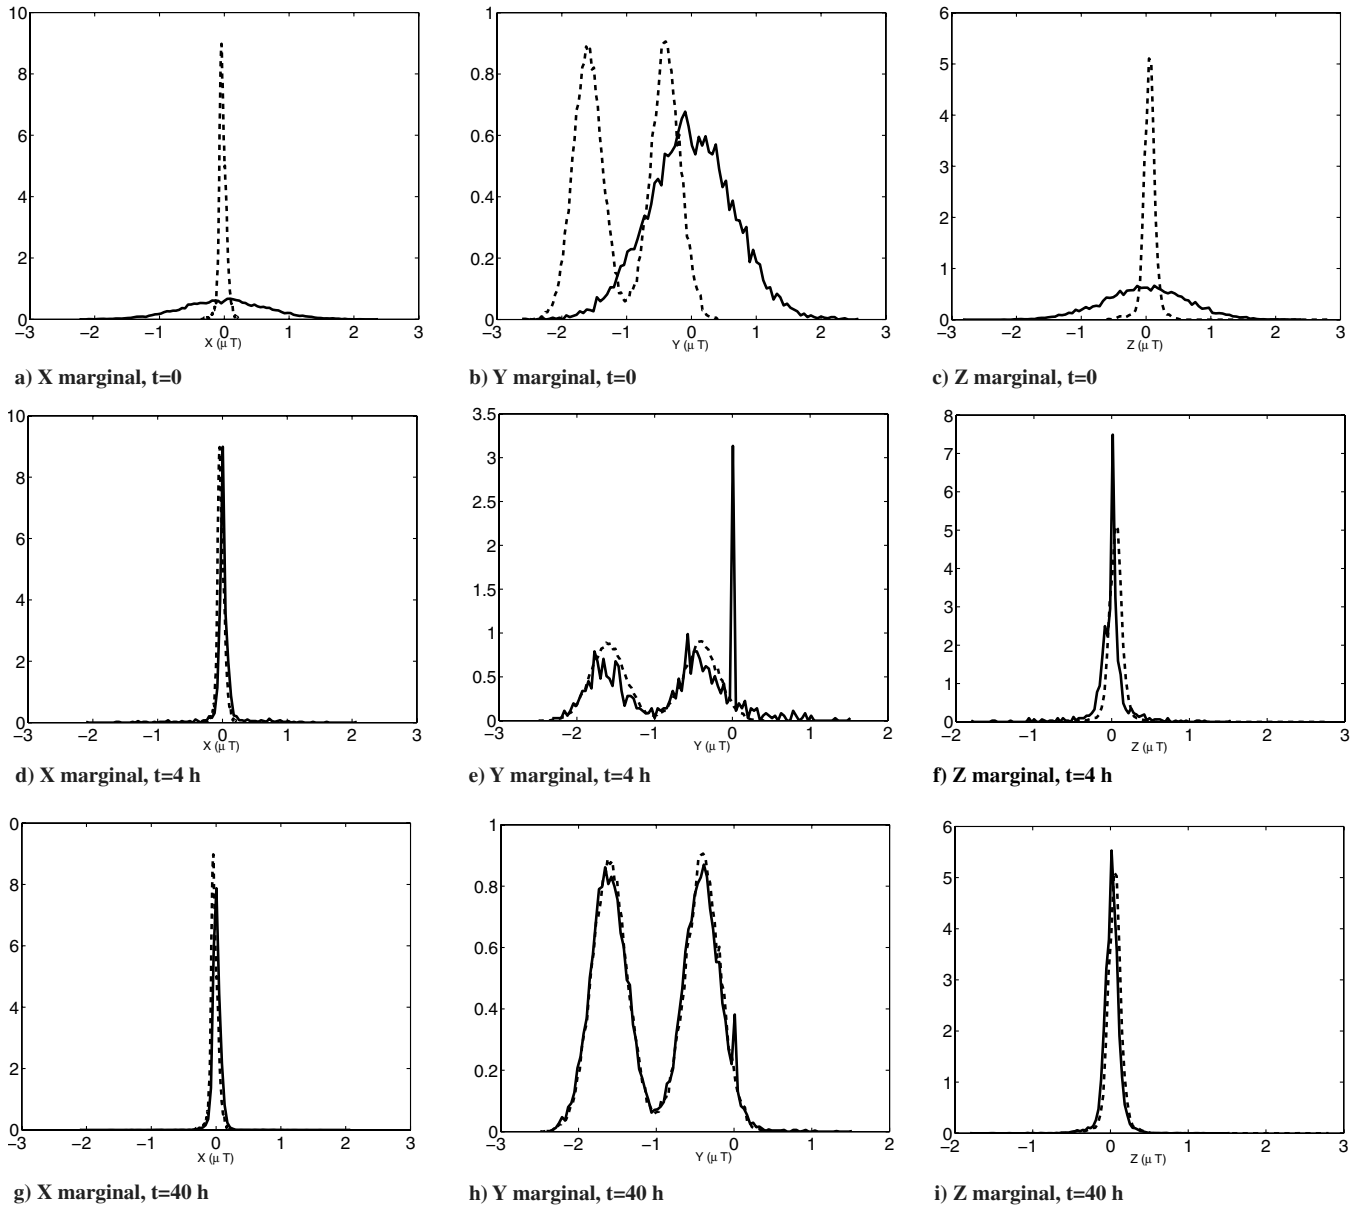 10
8
6
4
2
0
−3 −2 −1 0 1 2 3
X (μ T)
a) X marginal, t=0
1
0.8
0.6
0.4
0.2
0
−3 −2 −1 0 1 2 3
Y (μ T)
b) Y marginal, t=0
6
5
4
3
2
1
0
−3 −2 −1 0 1 2 3
Z (μ T)
c) Z marginal, t=0
10
8
6
4
2
0
−3 −2 −1 0 1 2 3
X (μ T)
d) X marginal, t=4 h
3.5
3
2.5
2
1.5
1
0.5
0
−3 −2 −1 0 1 2
Y (μ T)
e) Y marginal, t=4 h
8
7
6
5
4
3
2
1
0
−2 −1 0 1 2 3
Z (μ T)
f) Z marginal, t=4 h
0
8
6
4
2
0
−3 −2 −1 0 1 2 3
X (μ T)
g) X marginal, t=40 h
1
0.8
0.6
0.4
0.2
0
−3 −2 −1 0 1 2
Y (μ T)
h) Y marginal, t=40 h
6
5
4
3
2
1
0
−2 −1 0 1 2 3
Z (μ T)
i) Z marginal, t=40 h